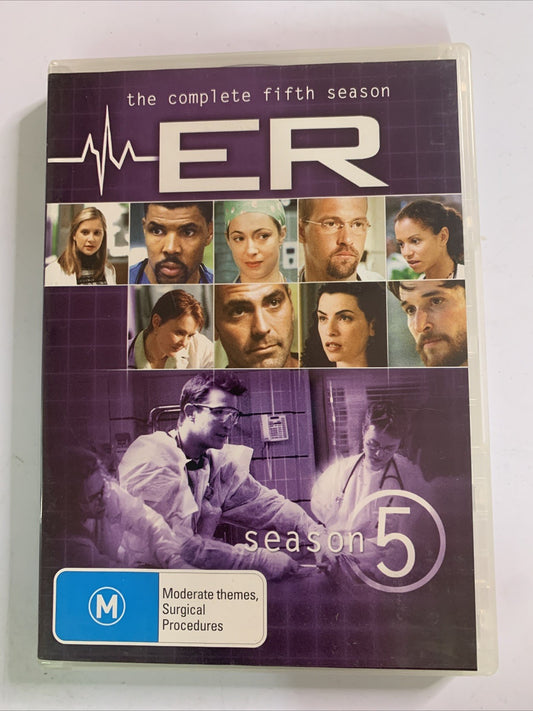 the complete fifth season
ER
season 5
M
Moderate themes,
Surgical
Procedures